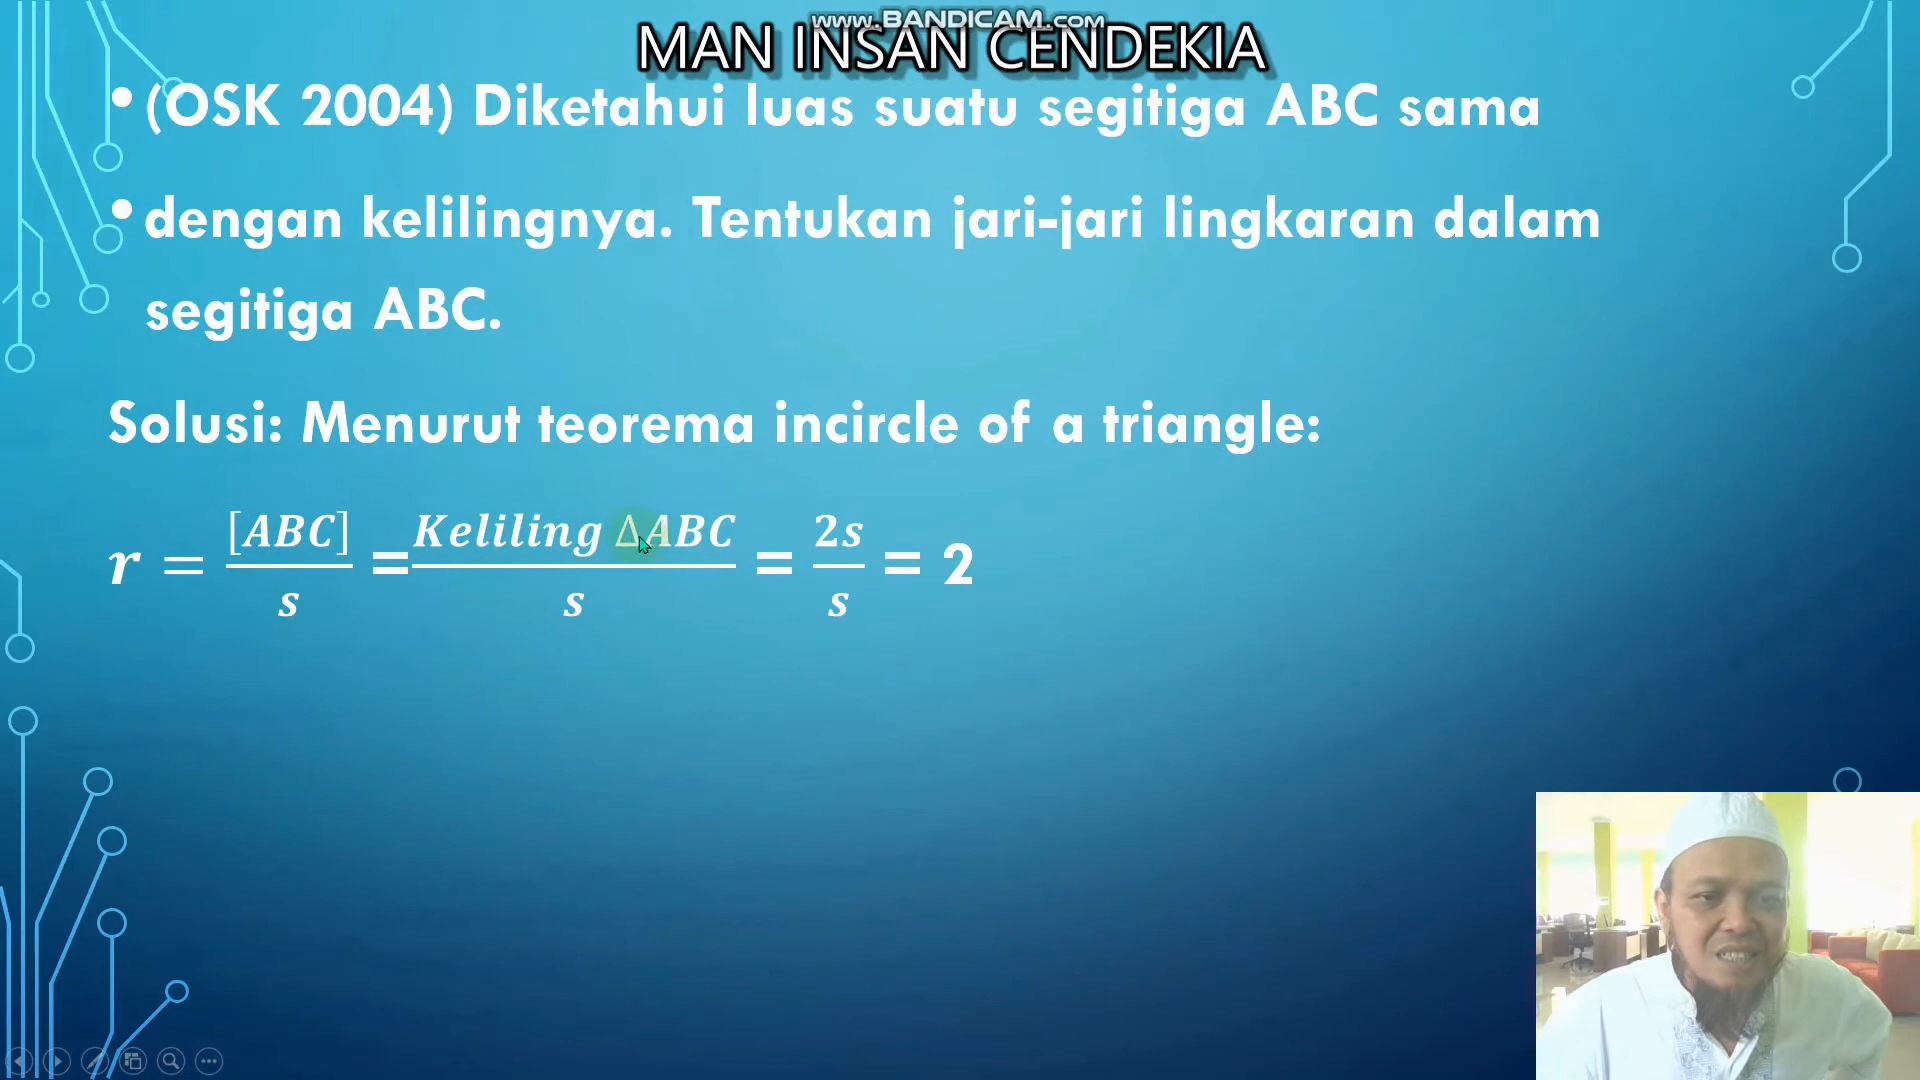 www.BANDICAM.com
MAN INSAN CENDEKIA
• (OSK 2004) Diketahui luas suatu segitiga ABC sama
• dengan kelilingnya. Tentukan jari-jari lingkaran dalam
segitiga ABC.
Solusi: Menurut teorema incircle of a triangle:
r = [ABC]/s = Keliling ΔABC/s = 2s/s = 2